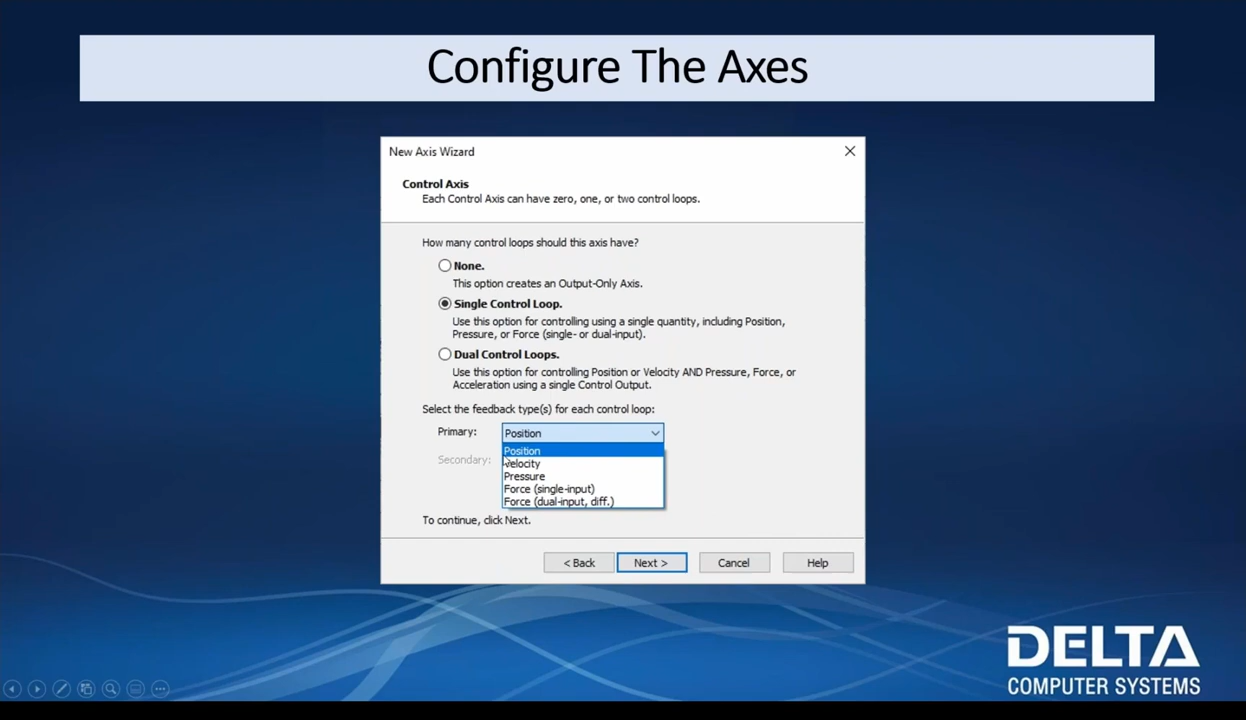 Configure The Axes
New Axis Wizard
Control Axis
Each Control Axis can have zero, one, or two control loops.
How many control loops should this axis have?
None.
This option creates an Output-Only Axis.
Single Control Loop.
Use this option for controlling using a single quantity, including Position,
Pressure, or Force (single- or dual-input).
Dual Control Loops.
Use this option for controlling Position or Velocity AND Pressure, Force, or
Acceleration using a single Control Output.
Select the feedback type(s) for each control loop:
Primary: Position
Position
Secondary: Velocity
Pressure
Force (single-input)
Force (dual-input, diff.)
To continue, click Next.
< Back Next > Cancel Help
DELTA
COMPUTER SYSTEMS